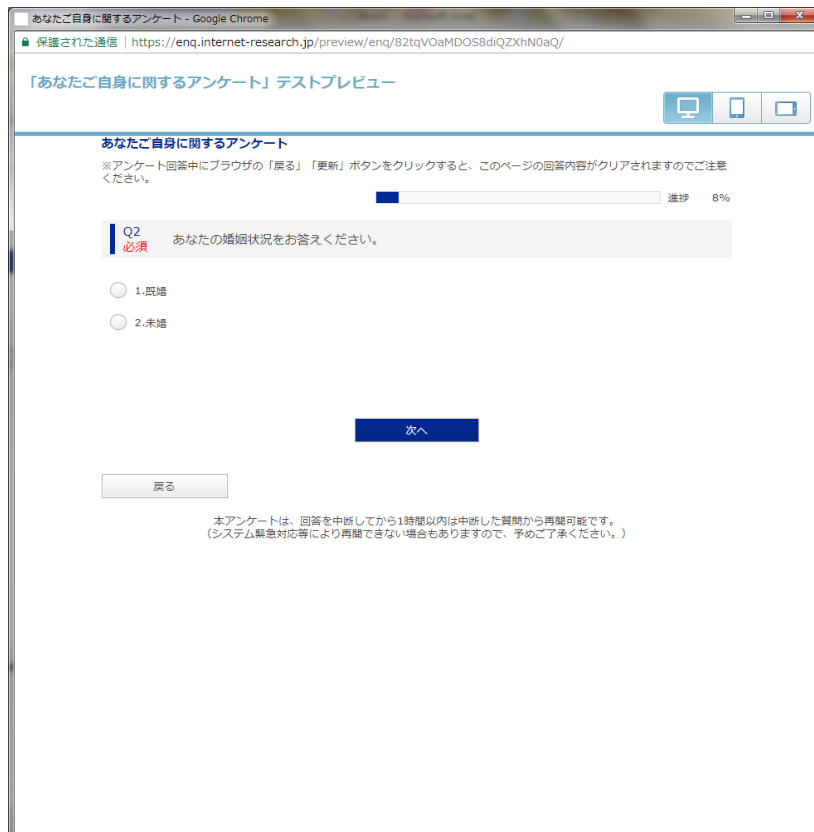 あなたご自身に関するアンケート - Google Chrome
保護された通信 | https://enq.internet-research.jp/preview/enq/82tqVOaMDOS8diQZXhN0aQ/
「あなたご自身に関するアンケート」テストプレビュー
あなたご自身に関するアンケート
※アンケート回答中にブラウザの「戻る」「更新」ボタンをクリックすると、このページの回答内容がクリアされますのでご注意
ください。
進捗 8%
Q2
必須
あなたの婚姻状況をお答えください。
1.既婚
2.未婚
次へ
戻る
本アンケートは、回答を中断してから1時間以内は中断した質問から再開可能です。
（システム緊急対応等により再開できない場合もありますので、予めご了承ください。）